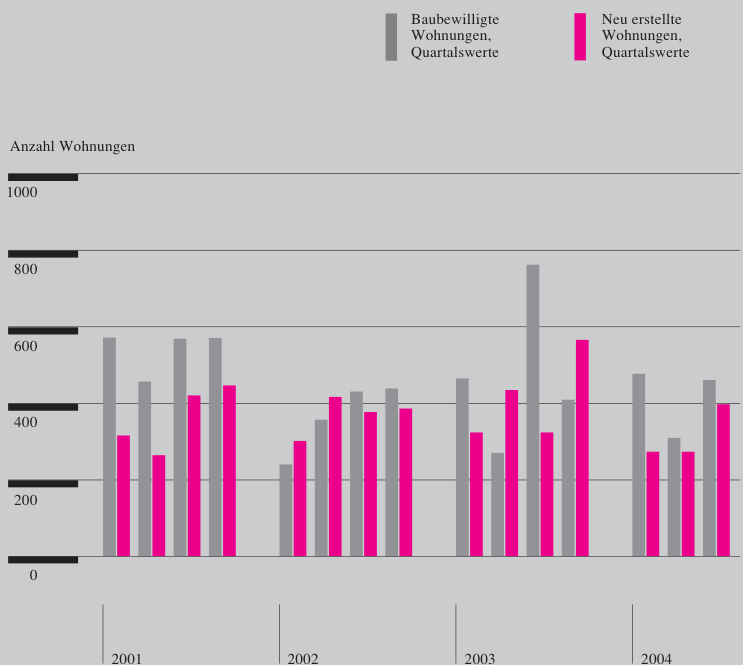 Baubewilligte
Wohnungen,
Quartalswerte
Neu erstellte
Wohnungen,
Quartalswerte
Anzahl Wohnungen
1000
800
600
400
200
0
2001
2002
2003
2004